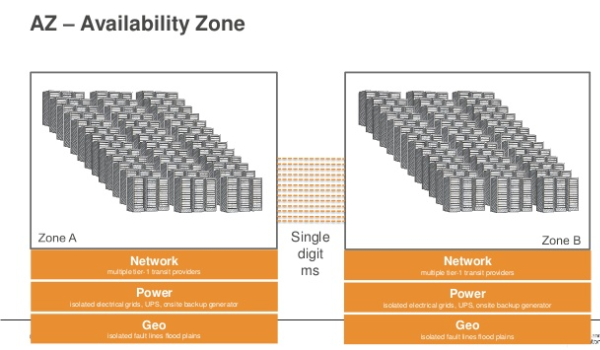 AZ – Availability Zone
Zone A
Single
digit
ms
Zone B
Network
multiple tier-1 transit providers
Power
isolated electrical grids, UPS, onsite backup generator
Geo
isolated fault lines flood plains
Network
multiple tier-1 transit providers
Power
isolated electrical grids, UPS, onsite backup generator
Geo
isolated fault lines flood plains